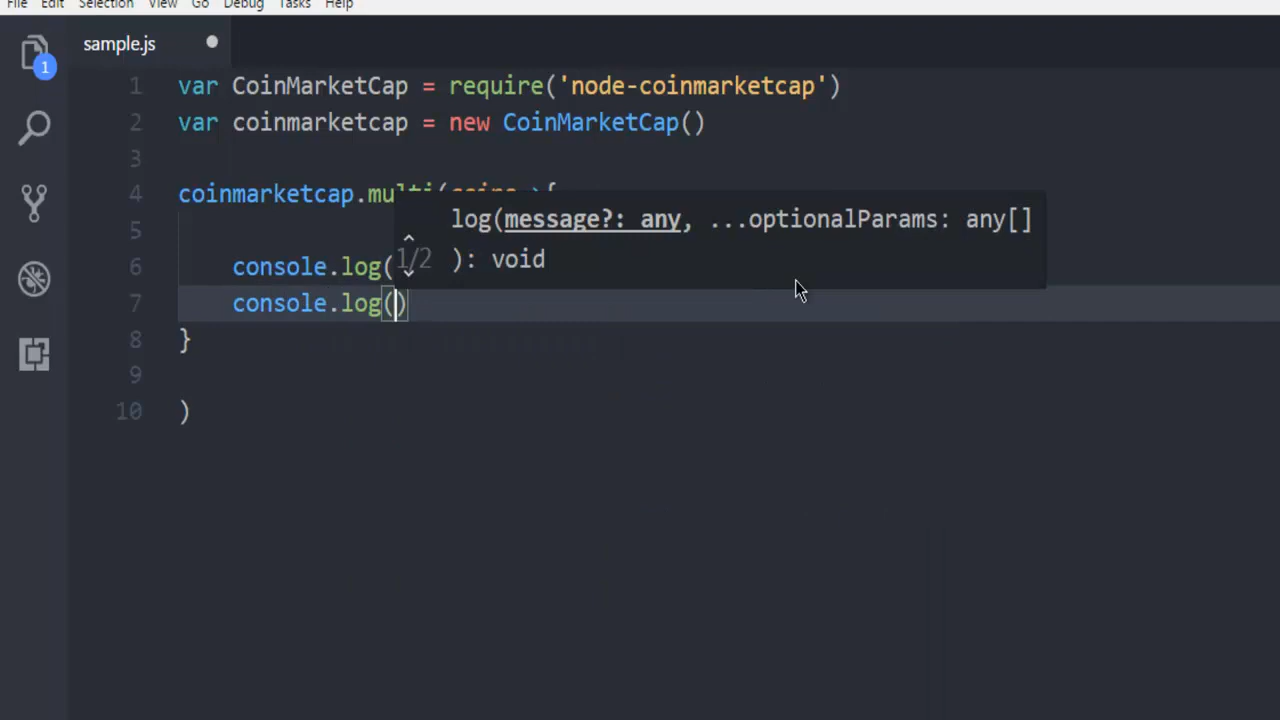 File Edit Selection View Go Debug Tasks Help
1
sample.js
1 var CoinMarketCap = require('node-coinmarketcap')
2 var coinmarketcap = new CoinMarketCap()
3
4 coinmarketcap.multi(coins =>{
log(message?: any, ...optionalParams: any[]
5
1/2 ): void
6 console.log(
7 console.log()
8 }
9
10 )